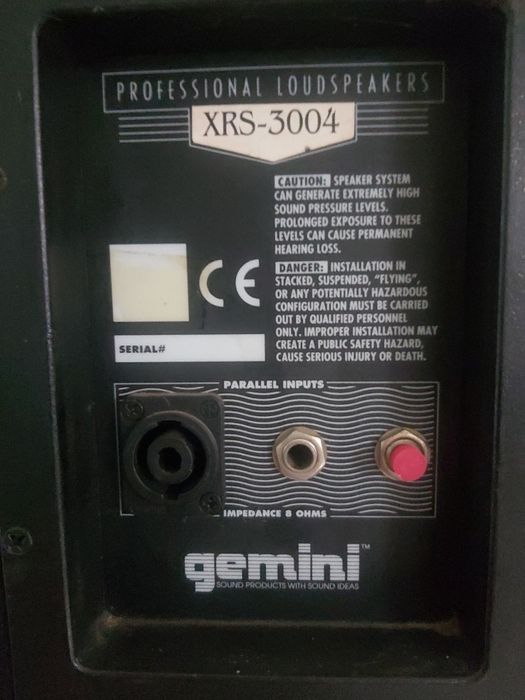 PROFESSIONAL LOUDSPEAKERS
XRS-3004
CAUTION: SPEAKER SYSTEM
CAN GENERATE EXTREMELY HIGH
SOUND PRESSURE LEVELS.
PROLONGED EXPOSURE TO THESE
LEVELS CAN CAUSE PERMANENT
HEARING LOSS.
CE
DANGER: INSTALLATION IN
STACKED, SUSPENDED, "FLYING",
OR ANY POTENTIALLY HAZARDOUS
CONFIGURATION MUST BE CARRIED
OUT BY QUALIFIED PERSONNEL
ONLY. IMPROPER INSTALLATION MAY
CREATE A PUBLIC SAFETY HAZARD,
CAUSE SERIOUS INJURY OR DEATH.
SERIAL#
PARALLEL INPUTS
IMPEDANCE 8 OHMS
gemini™
SOUND PRODUCTS WITH SOUND IDEAS